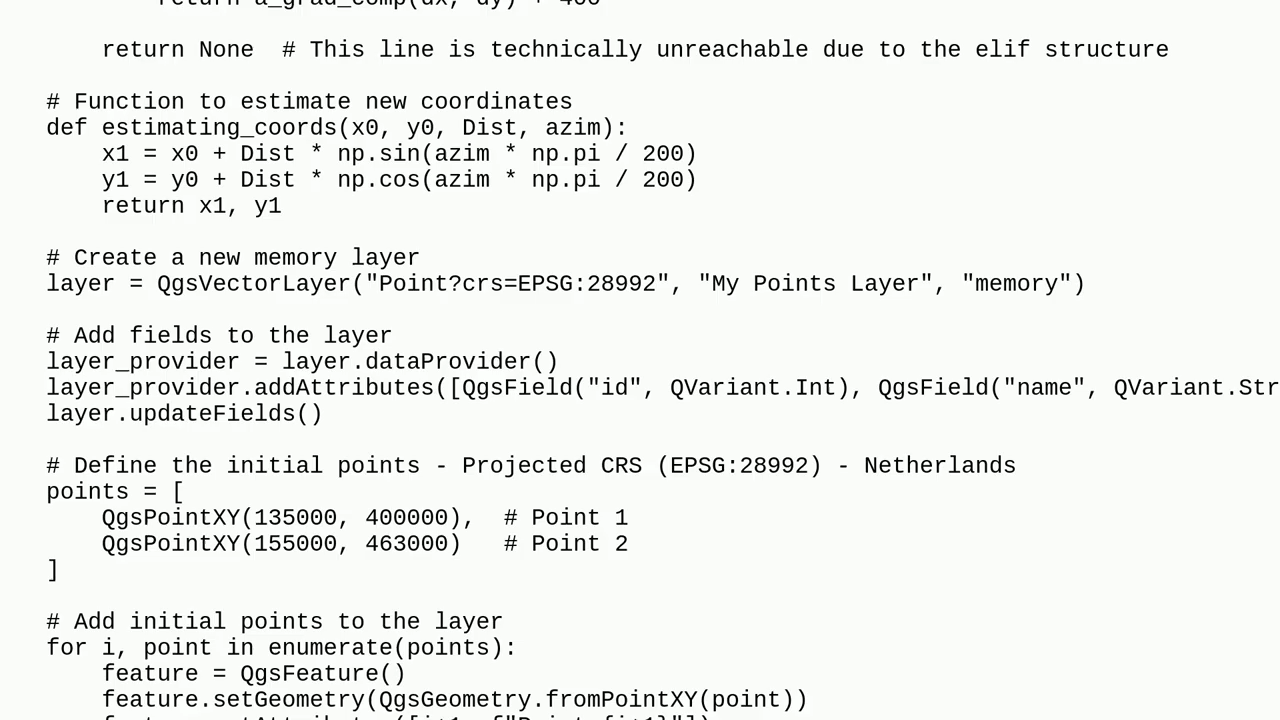 return a_grad_comp(dx, dy) + 400
return None  # This line is technically unreachable due to the elif structure
# Function to estimate new coordinates
def estimating_coords(x0, y0, Dist, azim):
x1 = x0 + Dist * np.sin(azim * np.pi / 200)
y1 = y0 + Dist * np.cos(azim * np.pi / 200)
return x1, y1
# Create a new memory layer
layer = QgsVectorLayer("Point?crs=EPSG:28992", "My Points Layer", "memory")
# Add fields to the layer
layer_provider = layer.dataProvider()
layer_provider.addAttributes([QgsField("id", QVariant.Int), QgsField("name", QVariant.Str
layer.updateFields()
# Define the initial points - Projected CRS (EPSG:28992) - Netherlands
points = [
QgsPointXY(135000, 400000),  # Point 1
QgsPointXY(155000, 463000)   # Point 2
]
# Add initial points to the layer
for i, point in enumerate(points):
feature = QgsFeature()
feature.setGeometry(QgsGeometry.fromPointXY(point))